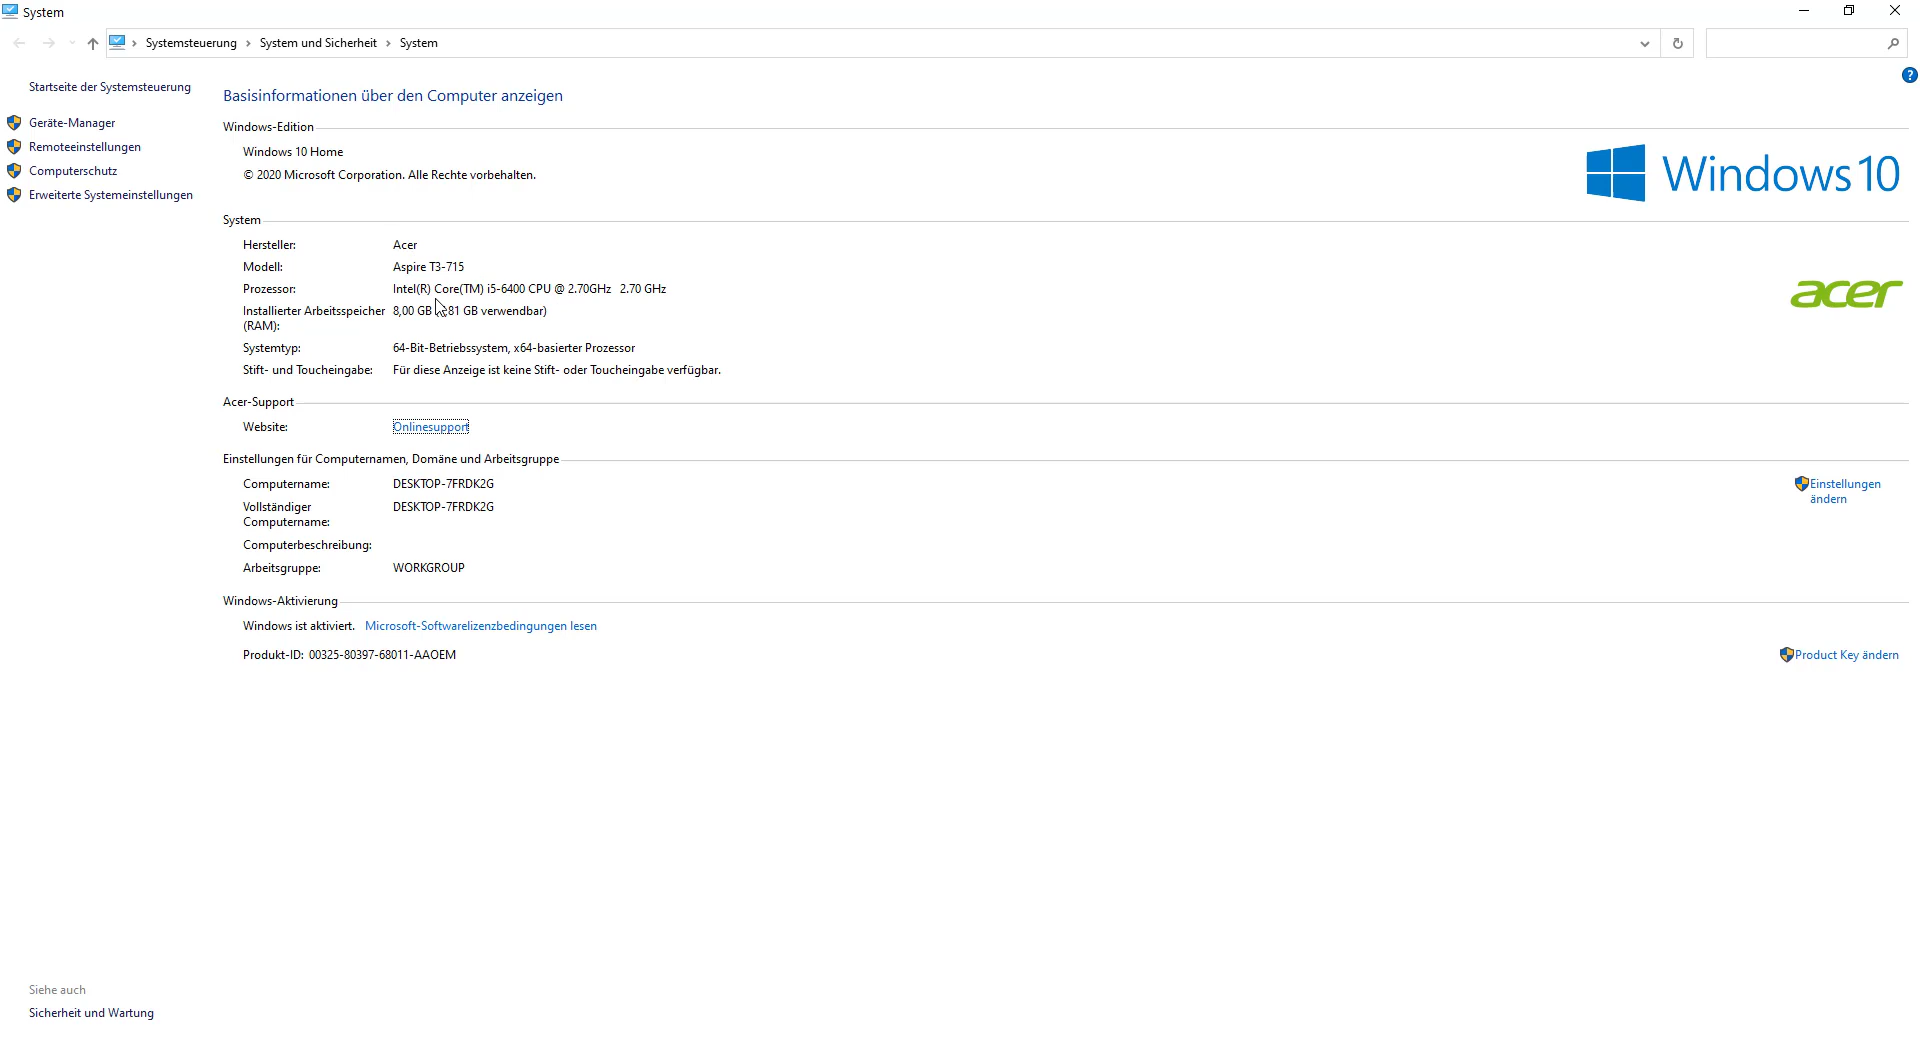 System
Systemsteuerung › System und Sicherheit › System
Startseite der Systemsteuerung
Geräte-Manager
Remoteeinstellungen
Computerschutz
Erweiterte Systemeinstellungen
Basisinformationen über den Computer anzeigen
Windows-Edition
Windows 10 Home
© 2020 Microsoft Corporation. Alle Rechte vorbehalten.
Windows 10
System
Hersteller: Acer
Modell: Aspire T3-715
Prozessor: Intel(R) Core(TM) i5-6400 CPU @ 2.70GHz 2.70 GHz
Installierter Arbeitsspeicher (RAM): 8,00 GB 81 GB verwendbar)
Systemtyp: 64-Bit-Betriebssystem, x64-basierter Prozessor
Stift- und Toucheingabe: Für diese Anzeige ist keine Stift- oder Toucheingabe verfügbar.
acer
Acer-Support
Website: Onlinesupport
Einstellungen für Computernamen, Domäne und Arbeitsgruppe
Computername: DESKTOP-7FRDK2G
Vollständiger Computername: DESKTOP-7FRDK2G
Computerbeschreibung:
Arbeitsgruppe: WORKGROUP
Einstellungen
ändern
Windows-Aktivierung
Windows ist aktiviert. Microsoft-Softwarelizenzbedingungen lesen
Produkt-ID: 00325-80397-68011-AAOEM
Product Key ändern
Siehe auch
Sicherheit und Wartung